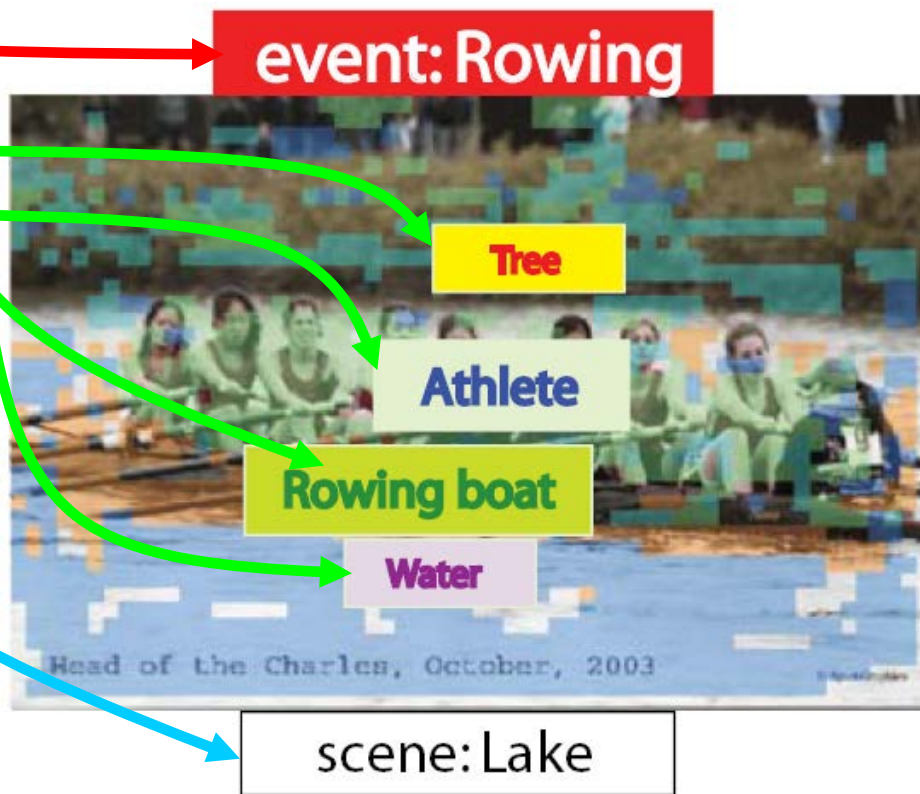 event: Rowing
Tree
Athlete
Rowing boat
Water
Head of the Charles, October, 2003
scene: Lake